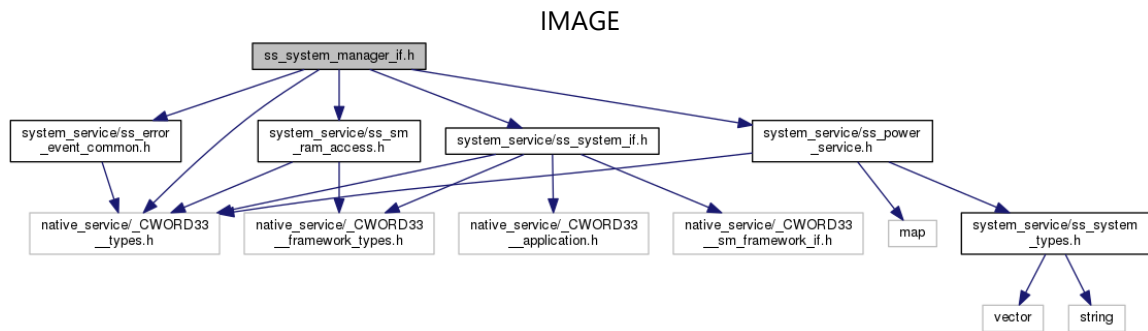 IMAGE
ss_system_manager_if.h
system_service/ss_error
_event_common.h
system_service/ss_sm
_ram_access.h
system_service/ss_system_if.h
system_service/ss_power
_service.h
native_service/_CWORD33
__types.h
native_service/_CWORD33
__framework_types.h
native_service/_CWORD33
__application.h
native_service/_CWORD33
__sm_framework_if.h
map
system_service/ss_system
_types.h
vector
string